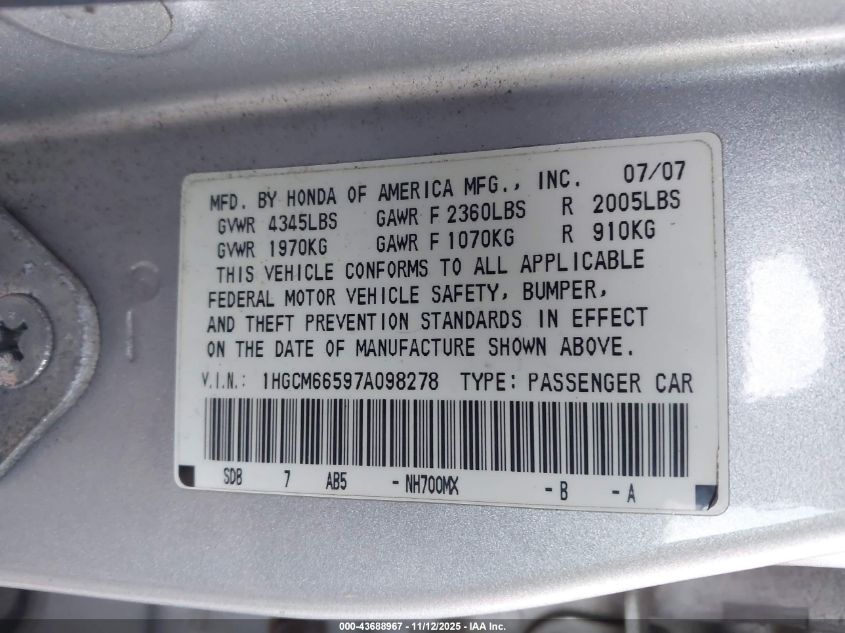 MFD. BY HONDA OF AMERICA MFG., INC. 07/07
GVWR 4345LBS GAWR F 2360LBS R 2005LBS
GVWR 1970KG GAWR F 1070KG R 910KG
THIS VEHICLE CONFORMS TO ALL APPLICABLE
FEDERAL MOTOR VEHICLE SAFETY, BUMPER,
AND THEFT PREVENTION STANDARDS IN EFFECT
ON THE DATE OF MANUFACTURE SHOWN ABOVE.
V.I.N.: 1HGCM66597A098278 TYPE: PASSENGER CAR
SDB 7 AB5 - NH700MX - B - A
000-43688967 - 11/12/2025 - IAA Inc.